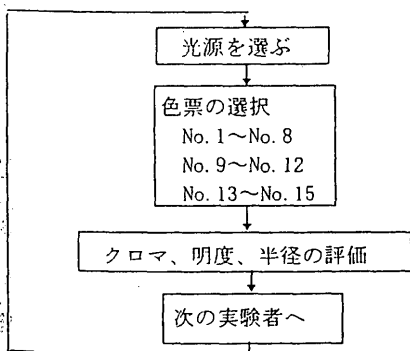 光源を選ぶ
色票の選択
No.1～No.8
No.9～No.12
No.13～No.15
クロマ、明度、半径の評価
次の実験者へ